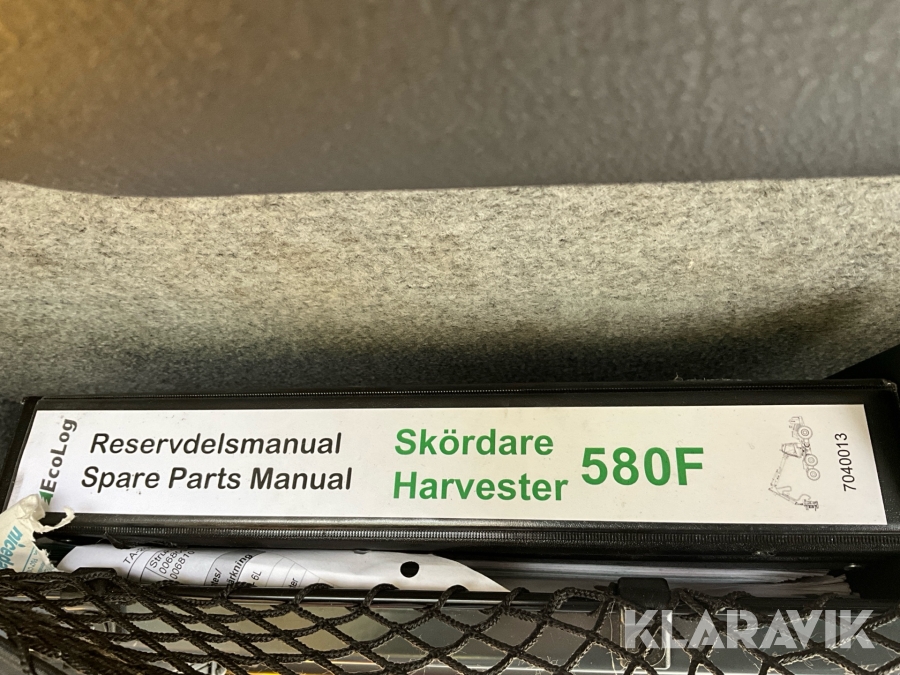 EcoLog
Reservdelsmanual
Spare Parts Manual
Skördare
Harvester
580F
7040013
KLARAVIK